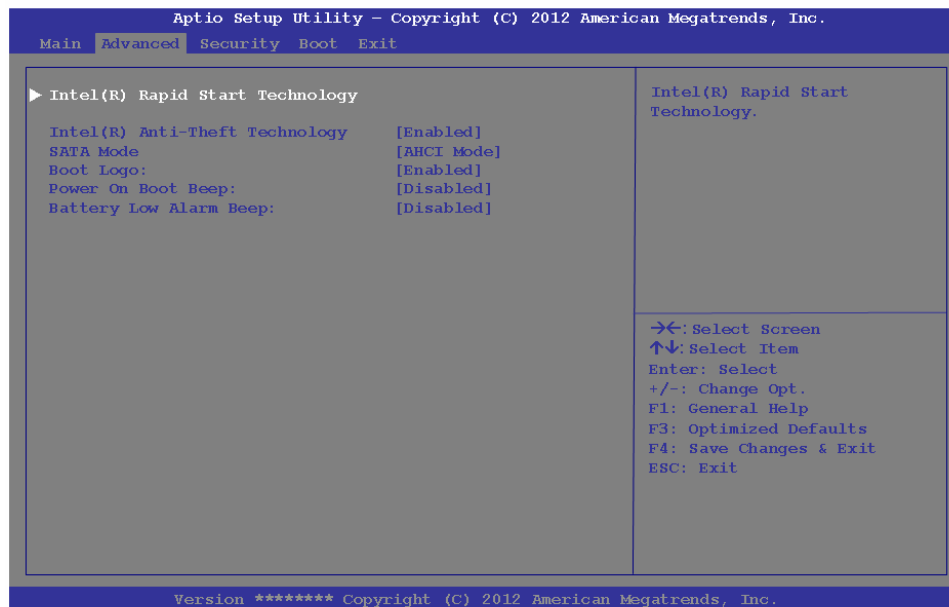 Aptio Setup Utility – Copyright (C) 2012 American Megatrends, Inc.
Main Advanced Security Boot Exit
Intel(R) Rapid Start Technology
Intel(R) Anti-Theft Technology [Enabled]
SATA Mode [AHCI Mode]
Boot Logo: [Enabled]
Power On Boot Beep: [Disabled]
Battery Low Alarm Beep: [Disabled]
Intel(R) Rapid Start
Technology.
→←: Select Screen
↑↓: Select Item
Enter: Select
+/-: Change Opt.
F1: General Help
F3: Optimized Defaults
F4: Save Changes & Exit
ESC: Exit
Version ******** Copyright (C) 2012 American Megatrends, Inc.